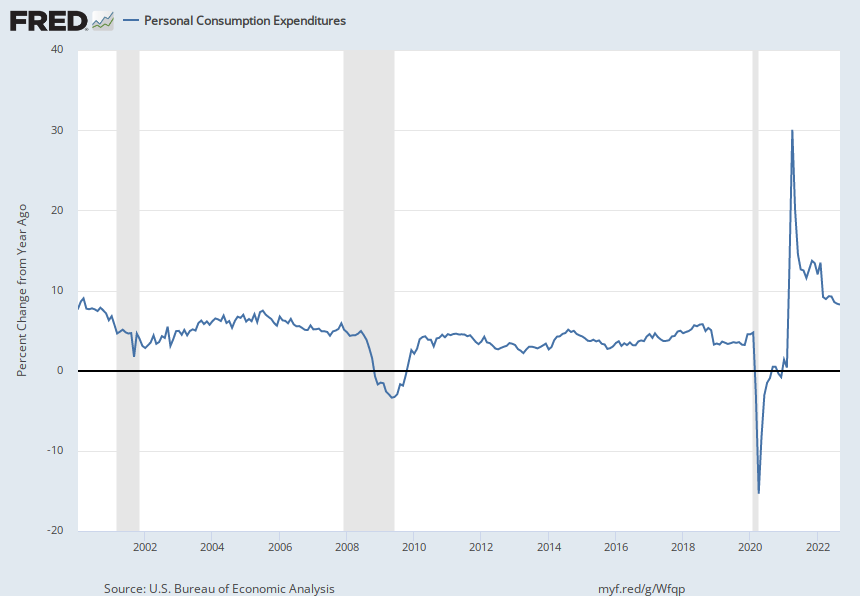 FRED Personal Consumption Expenditures
Percent Change from Year Ago
40
30
20
10
0
-10
-20
2002 2004 2006 2008 2010 2012 2014 2016 2018 2020 2022
Source: U.S. Bureau of Economic Analysis myf.red/g/Wfqp